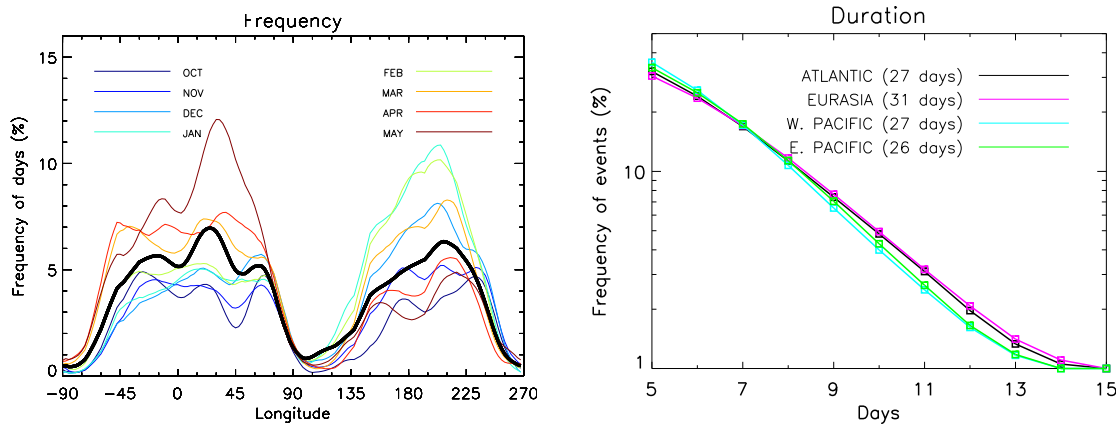 Frequency
Frequency of days (%)
16
15
10
5
0
OCT
NOV
DEC
JAN
FEB
MAR
APR
MAY
-90 -45 0 45 90 135 180 225 270
Longitude
Duration
Frequency of events (%)
10
1
ATLANTIC (27 days)
EURASIA (31 days)
W. PACIFIC (27 days)
E. PACIFIC (26 days)
5 7 9 11 13 15
Days